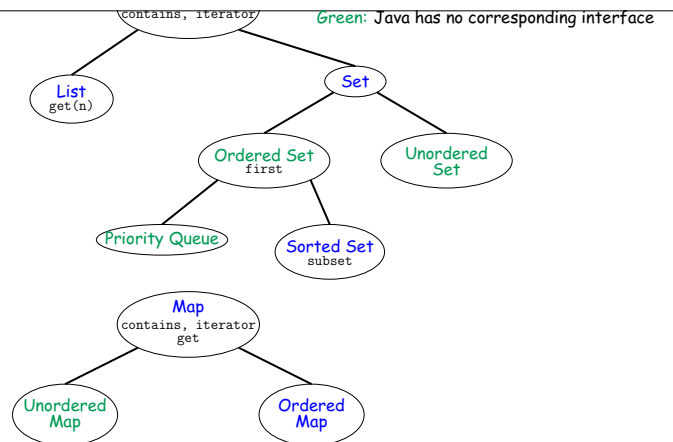 contains, iterator
Green: Java has no corresponding interface
List
get(n)
Set
Ordered Set
first
Unordered
Set
Priority Queue
Sorted Set
subset
Map
contains, iterator
get
Unordered
Map
Ordered
Map